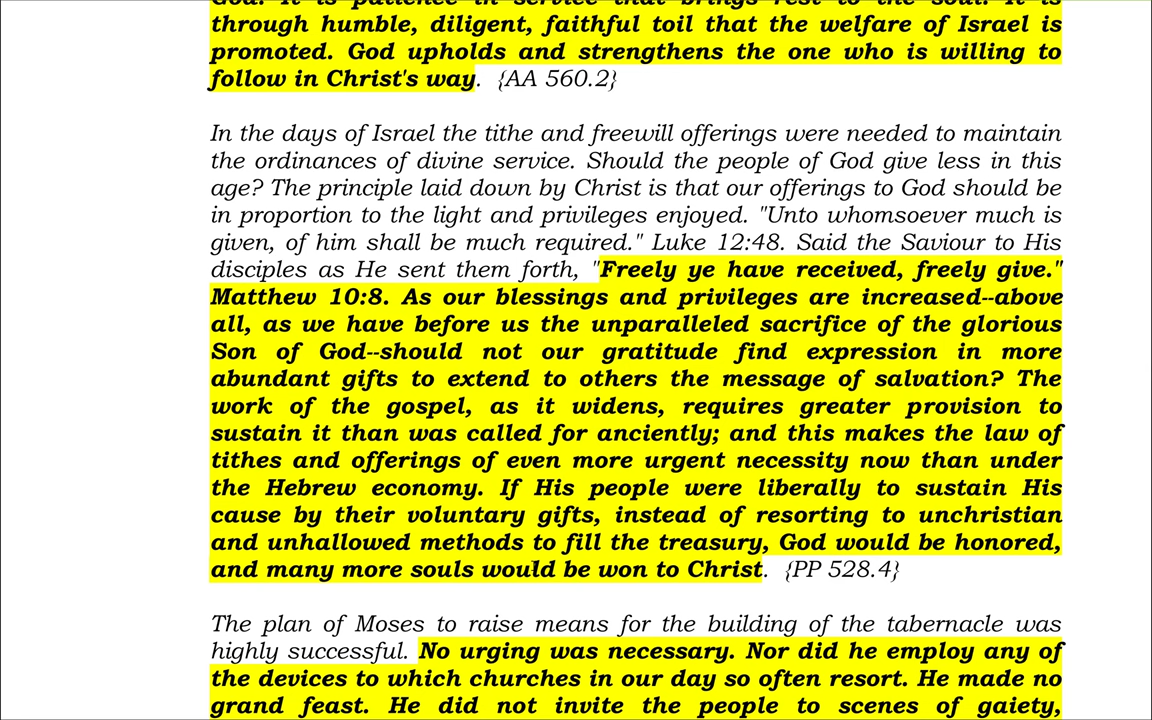 God. It is patience in service that brings rest to the soul. It is
through humble, diligent, faithful toil that the welfare of Israel is
promoted. God upholds and strengthens the one who is willing to
follow in Christ's way.  {AA 560.2}
In the days of Israel the tithe and freewill offerings were needed to maintain
the ordinances of divine service. Should the people of God give less in this
age? The principle laid down by Christ is that our offerings to God should be
in proportion to the light and privileges enjoyed. "Unto whomsoever much is
given, of him shall be much required." Luke 12:48. Said the Saviour to His
disciples as He sent them forth, "Freely ye have received, freely give."
Matthew 10:8. As our blessings and privileges are increased--above
all, as we have before us the unparalleled sacrifice of the glorious
Son of God--should not our gratitude find expression in more
abundant gifts to extend to others the message of salvation? The
work of the gospel, as it widens, requires greater provision to
sustain it than was called for anciently; and this makes the law of
tithes and offerings of even more urgent necessity now than under
the Hebrew economy. If His people were liberally to sustain His
cause by their voluntary gifts, instead of resorting to unchristian
and unhallowed methods to fill the treasury, God would be honored,
and many more souls would be won to Christ.  {PP 528.4}
The plan of Moses to raise means for the building of the tabernacle was
highly successful. No urging was necessary. Nor did he employ any of
the devices to which churches in our day so often resort. He made no
grand feast. He did not invite the people to scenes of gaiety,